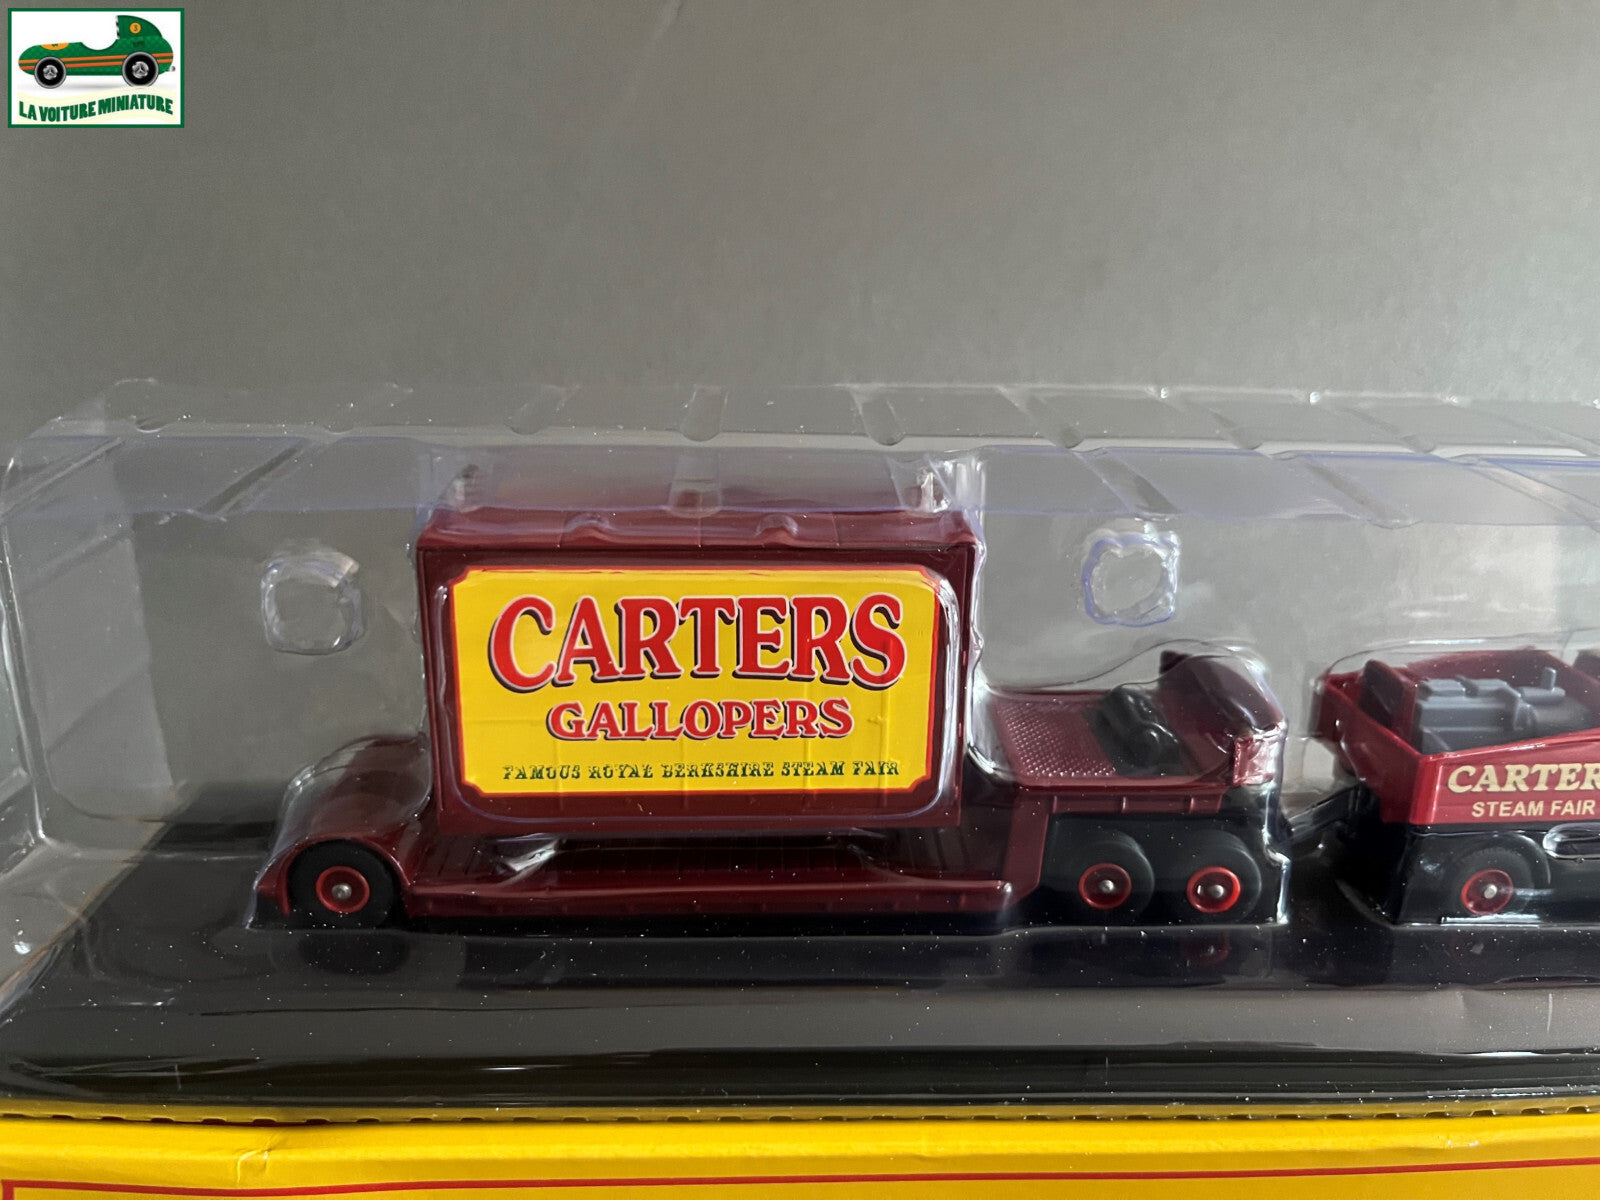 LA VOITURE MINIATURE
CARTERS
GALLOPERS
FAMOUS ROYAL BERKSHIRE STEAM FAIR
CARTER
STEAM FAIR